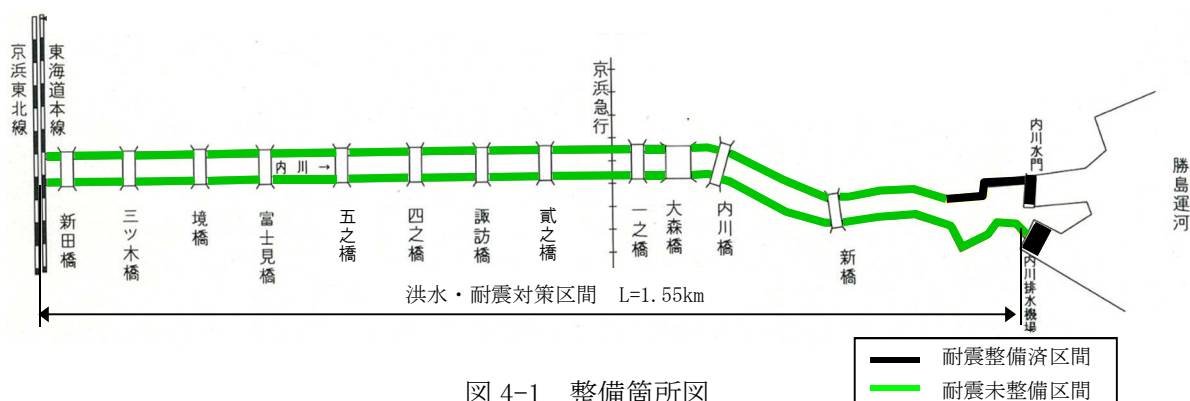 京浜東北線
東海道本線
京浜急行
内川水門
勝島運河
内川→
新田橋
三ツ木橋
境橋
富士見橋
五之橋
四之橋
諏訪橋
貳之橋
一之橋
大森橋
内川橋
新橋
内川排水機場
洪水・耐震対策区間 L=1.55km
耐震整備済区間
耐震未整備区間
図 4-1 整備箇所図